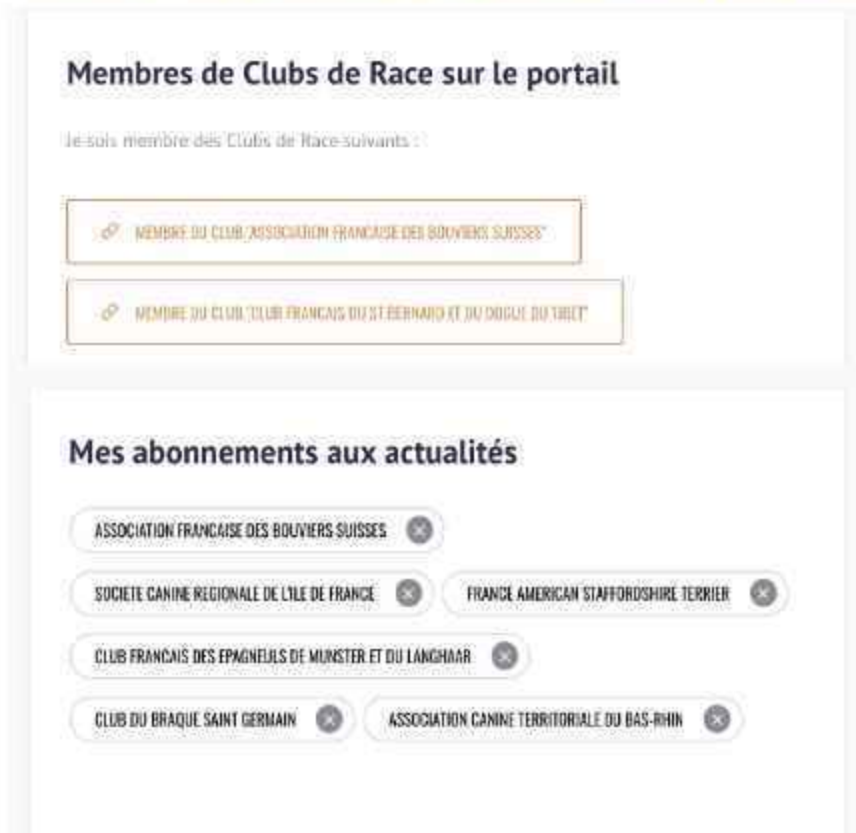 Membres de Clubs de Race sur le portail
Je suis membre des Clubs de Race suivants :
MEMBRE DU CLUB "ASSOCIATION FRANCAISE DES BOUVIERS SUISSES"
MEMBRE DU CLUB "CLUB FRANCAIS DU ST BERNARD ET DU DOGUE DU TIBET"
Mes abonnements aux actualités
ASSOCIATION FRANCAISE DES BOUVIERS SUISSES
SOCIETE CANINE REGIONALE DE L'ILE DE FRANCE FRANCE AMERICAN STAFFORDSHIRE TERRIER
CLUB FRANCAIS DES EPAGNEULS DE MUNSTER ET DU LANGHAAR
CLUB DU BRAQUE SAINT GERMAIN ASSOCIATION CANINE TERRITORIALE DU BAS-RHIN